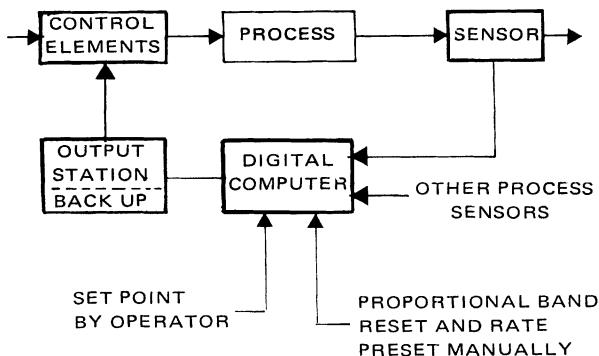 CONTROL
ELEMENTS
PROCESS
SENSOR
OUTPUT
STATION
BACK UP
DIGITAL
COMPUTER
OTHER PROCESS
SENSORS
SET POINT
BY OPERATOR
PROPORTIONAL BAND
RESET AND RATE
PRESET MANUALLY